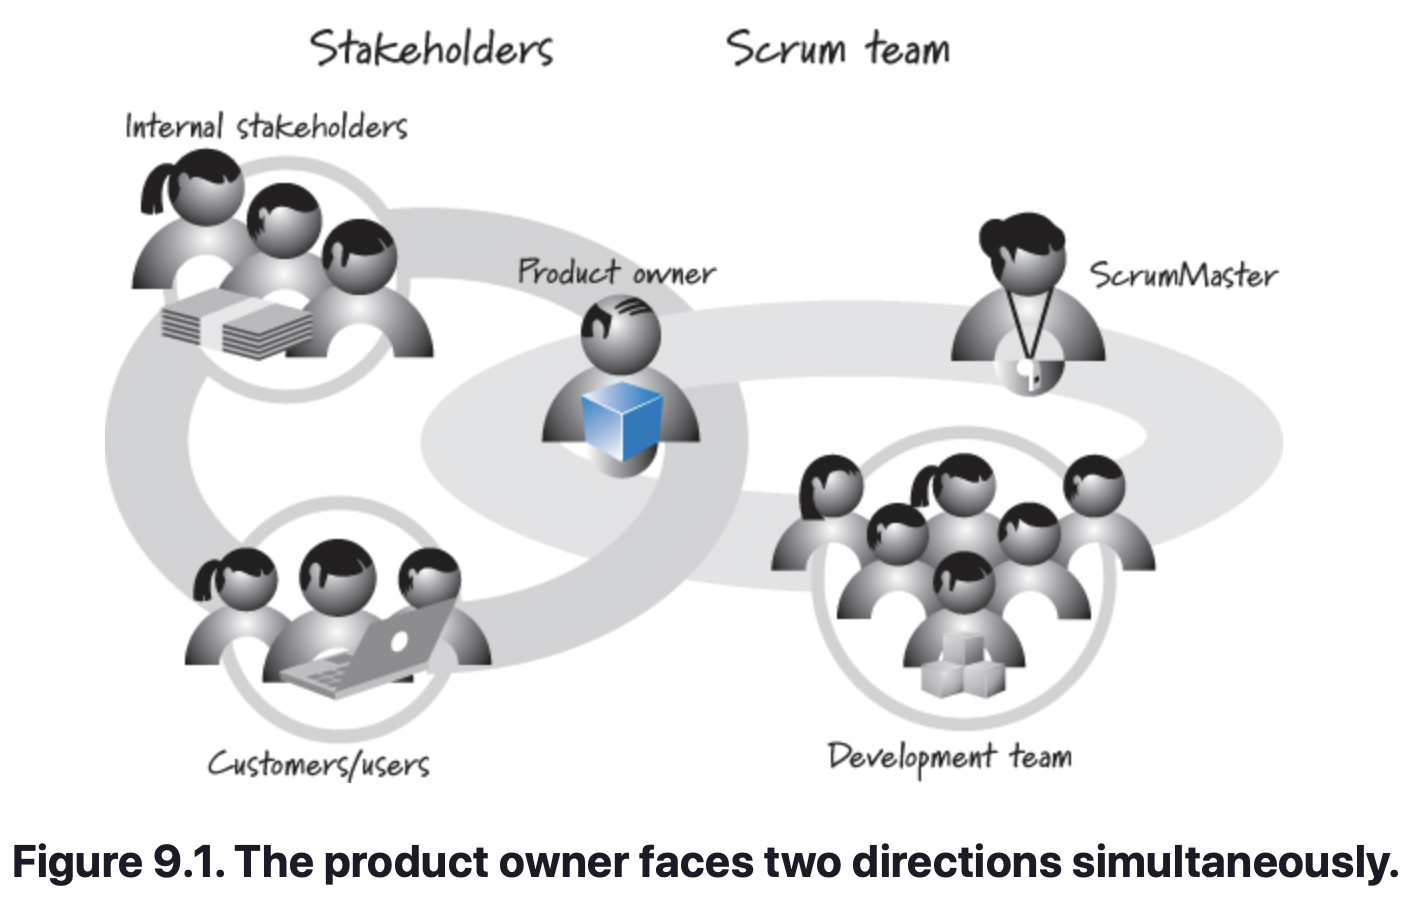 Stakeholders
Scrum team
Internal stakeholders
Product owner
ScrumMaster
Customers/users
Development team
Figure 9.1. The product owner faces two directions simultaneously.